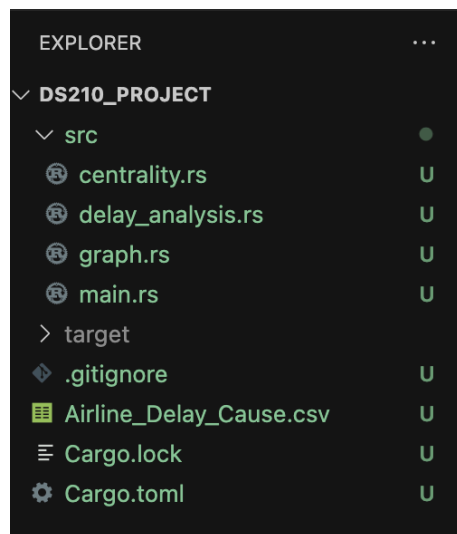 EXPLORER ...
DS210_PROJECT
src
centrality.rs U
delay_analysis.rs U
graph.rs U
main.rs U
target
.gitignore U
Airline_Delay_Cause.csv U
Cargo.lock U
Cargo.toml U